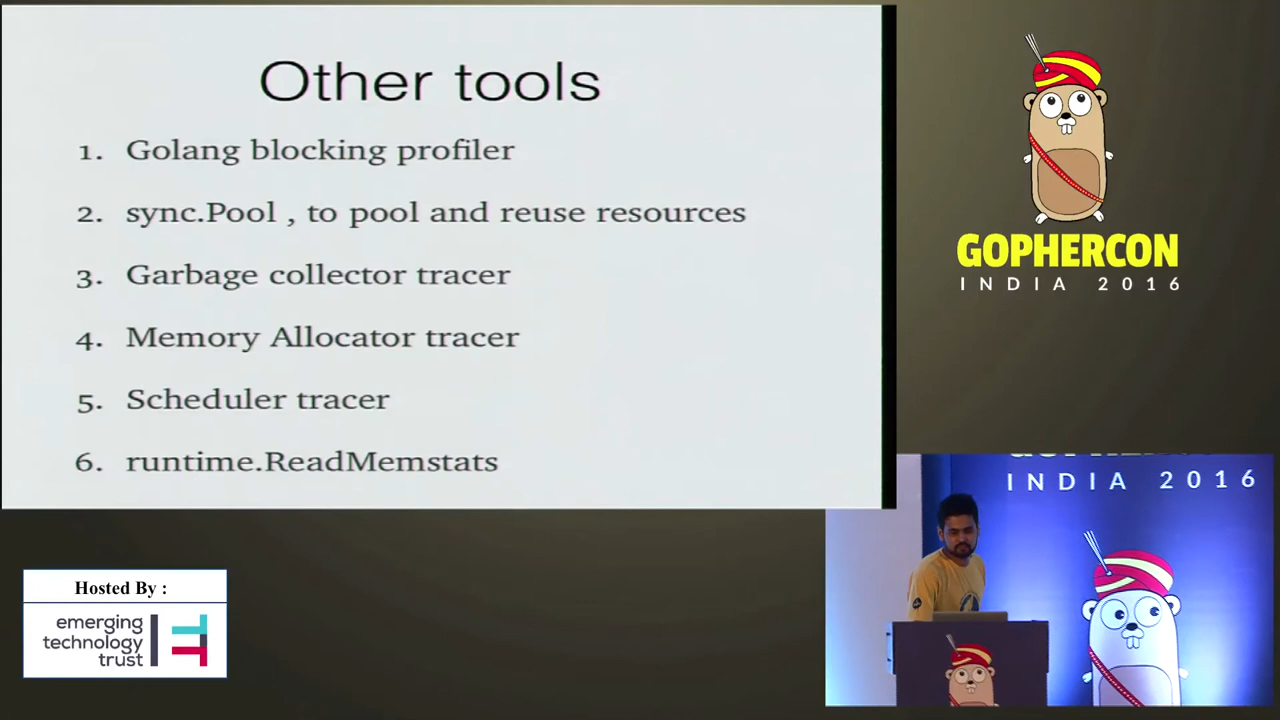 Other tools
1. Golang blocking profiler
2. sync.Pool , to pool and reuse resources
3. Garbage collector tracer
4. Memory Allocator tracer
5. Scheduler tracer
6. runtime.ReadMemstats
GOPHERCON
INDIA 2016
INDIA 2016
Hosted By :
emerging
technology
trust